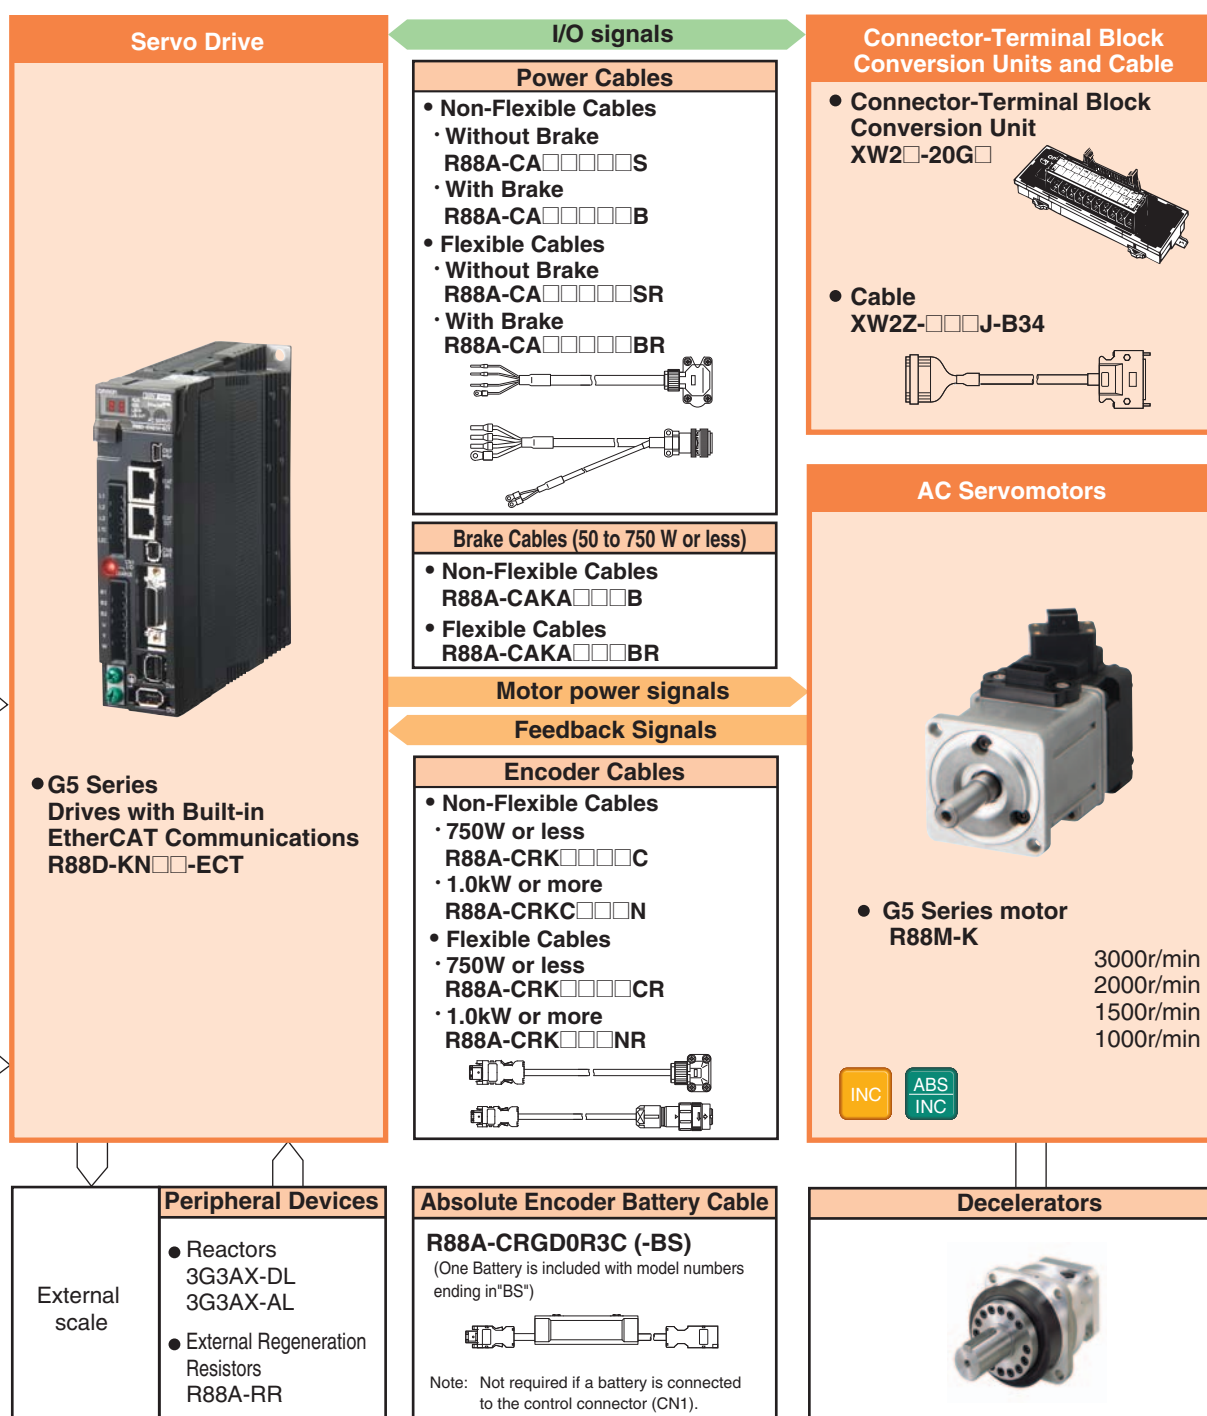 Servo Drive
G5 Series
Drives with Built-in
EtherCAT Communications
R88D-KN□□-ECT
I/O signals
Power Cables
• Non-Flexible Cables
· Without Brake
R88A-CA□□□□□S
· With Brake
R88A-CA□□□□□B
• Flexible Cables
· Without Brake
R88A-CA□□□□□SR
· With Brake
R88A-CA□□□□□BR
Brake Cables (50 to 750 W or less)
• Non-Flexible Cables
R88A-CAKA□□□B
• Flexible Cables
R88A-CAKA□□□BR
Motor power signals
Feedback Signals
Encoder Cables
• Non-Flexible Cables
· 750W or less
R88A-CRK□□□□C
· 1.0kW or more
R88A-CRKC□□□N
• Flexible Cables
· 750W or less
R88A-CRK□□□□CR
· 1.0kW or more
R88A-CRK□□□NR
Connector-Terminal Block
Conversion Units and Cable
• Connector-Terminal Block
Conversion Unit
XW2□-20G□
• Cable
XW2Z-□□□J-B34
AC Servomotors
• G5 Series motor
R88M-K
3000r/min
2000r/min
1500r/min
1000r/min
INC
ABS
INC
External
scale
Peripheral Devices
• Reactors
3G3AX-DL
3G3AX-AL
• External Regeneration
Resistors
R88A-RR
Absolute Encoder Battery Cable
R88A-CRGD0R3C (-BS)
(One Battery is included with model numbers
ending in"BS")
Note: Not required if a battery is connected
to the control connector (CN1).
Decelerators